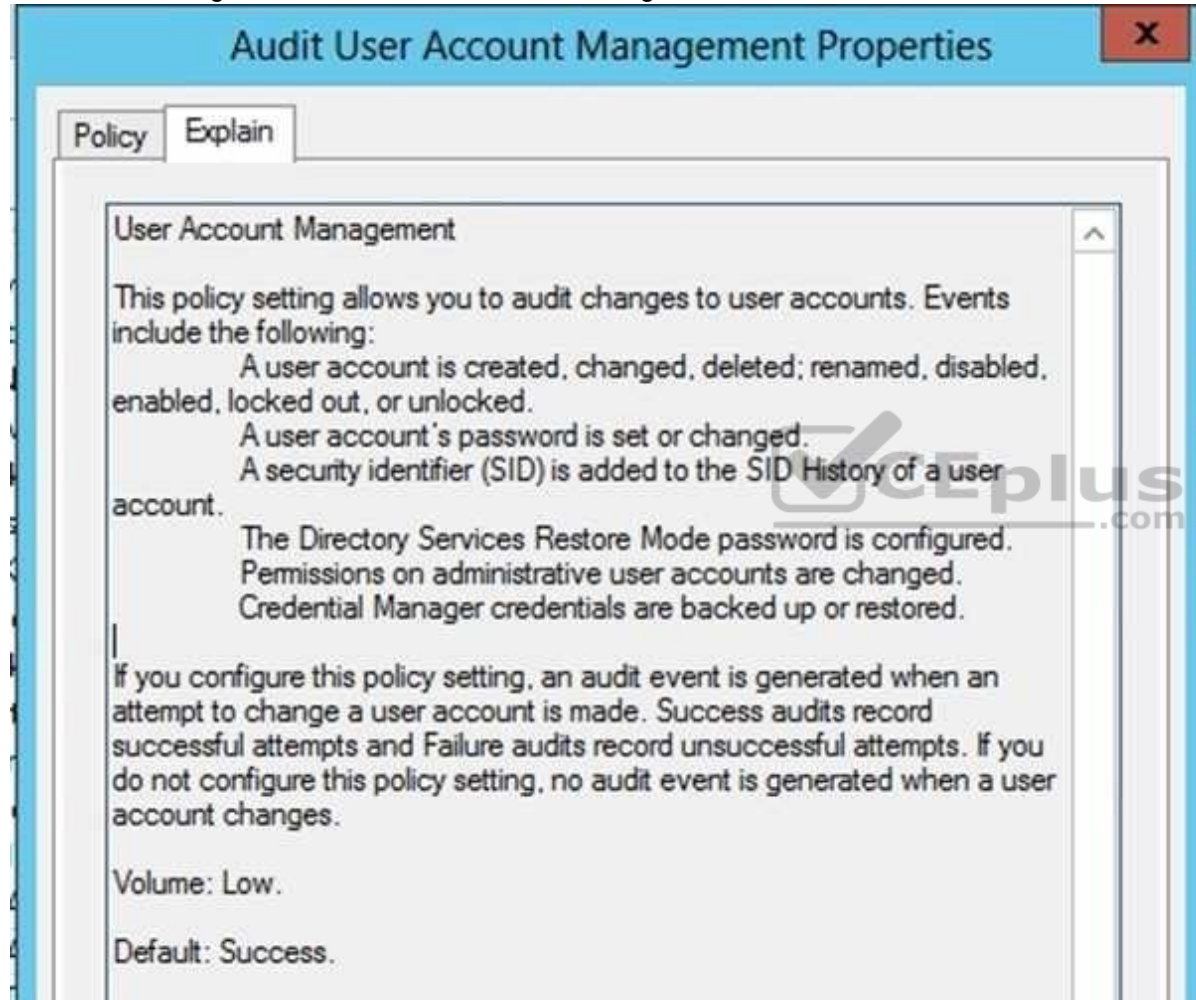 Audit User Account Management Properties
x
Policy Explain
User Account Management
This policy setting allows you to audit changes to user accounts. Events
include the following:
A user account is created, changed, deleted; renamed, disabled,
enabled, locked out, or unlocked.
A user account's password is set or changed.
A security identifier (SID) is added to the SID History of a user
account.
The Directory Services Restore Mode password is configured.
Permissions on administrative user accounts are changed.
Credential Manager credentials are backed up or restored.
If you configure this policy setting, an audit event is generated when an
attempt to change a user account is made. Success audits record
successful attempts and Failure audits record unsuccessful attempts. If you
do not configure this policy setting, no audit event is generated when a user
account changes.
Volume: Low.
Default: Success.
CEplus
.com